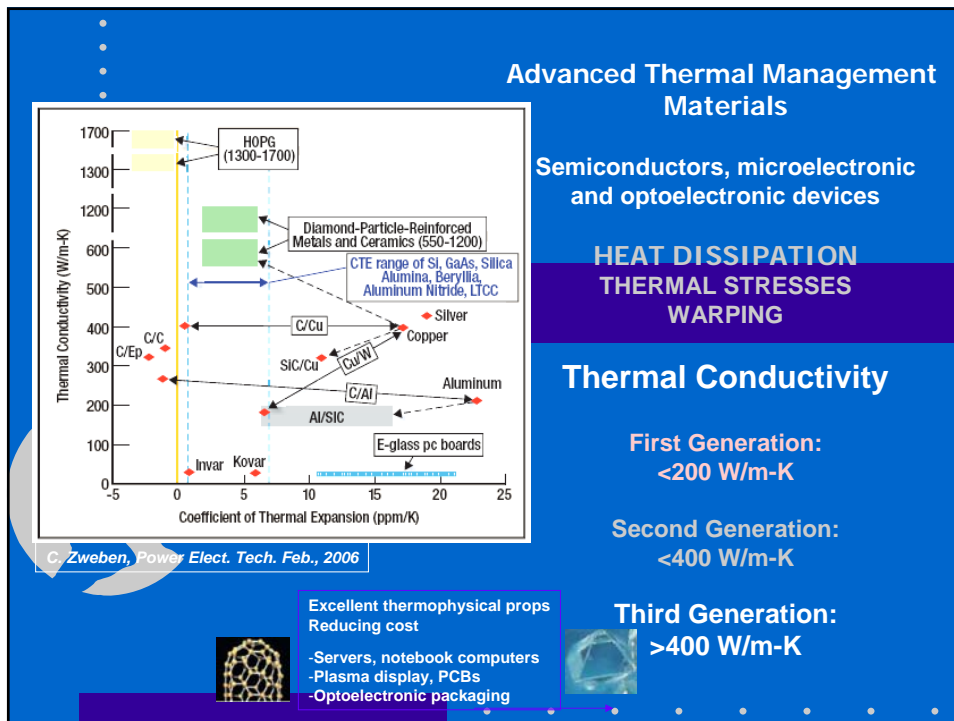 Advanced Thermal Management
Materials
Semiconductors, microelectronic
and optoelectronic devices
HEAT DISSIPATION
THERMAL STRESSES
WARPING
Thermal Conductivity
First Generation:
<200 W/m-K
Second Generation:
<400 W/m-K
Third Generation:
>400 W/m-K
Thermal Conductivity (W/m-K)
1700
1300
1200
600
500
400
300
200
100
0
HOPG
(1300-1700)
Diamond-Particle-Reinforced
Metals and Ceramics (550-1200)
CTE range of Si, GaAs, Silica
Alumina, Beryllia,
Aluminum Nitride, LTCC
Silver
C/Cu
Copper
C/C
C/Ep
SiC/Cu
Cu/W
Aluminum
C/Al
Al/SiC
E-glass pc boards
Invar
Kovar
-5 0 5 10 15 20 25
Coefficient of Thermal Expansion (ppm/K)
C. Zweben, Power Elect. Tech. Feb., 2006
Excellent thermophysical props
Reducing cost
-Servers, notebook computers
-Plasma display, PCBs
-Optoelectronic packaging